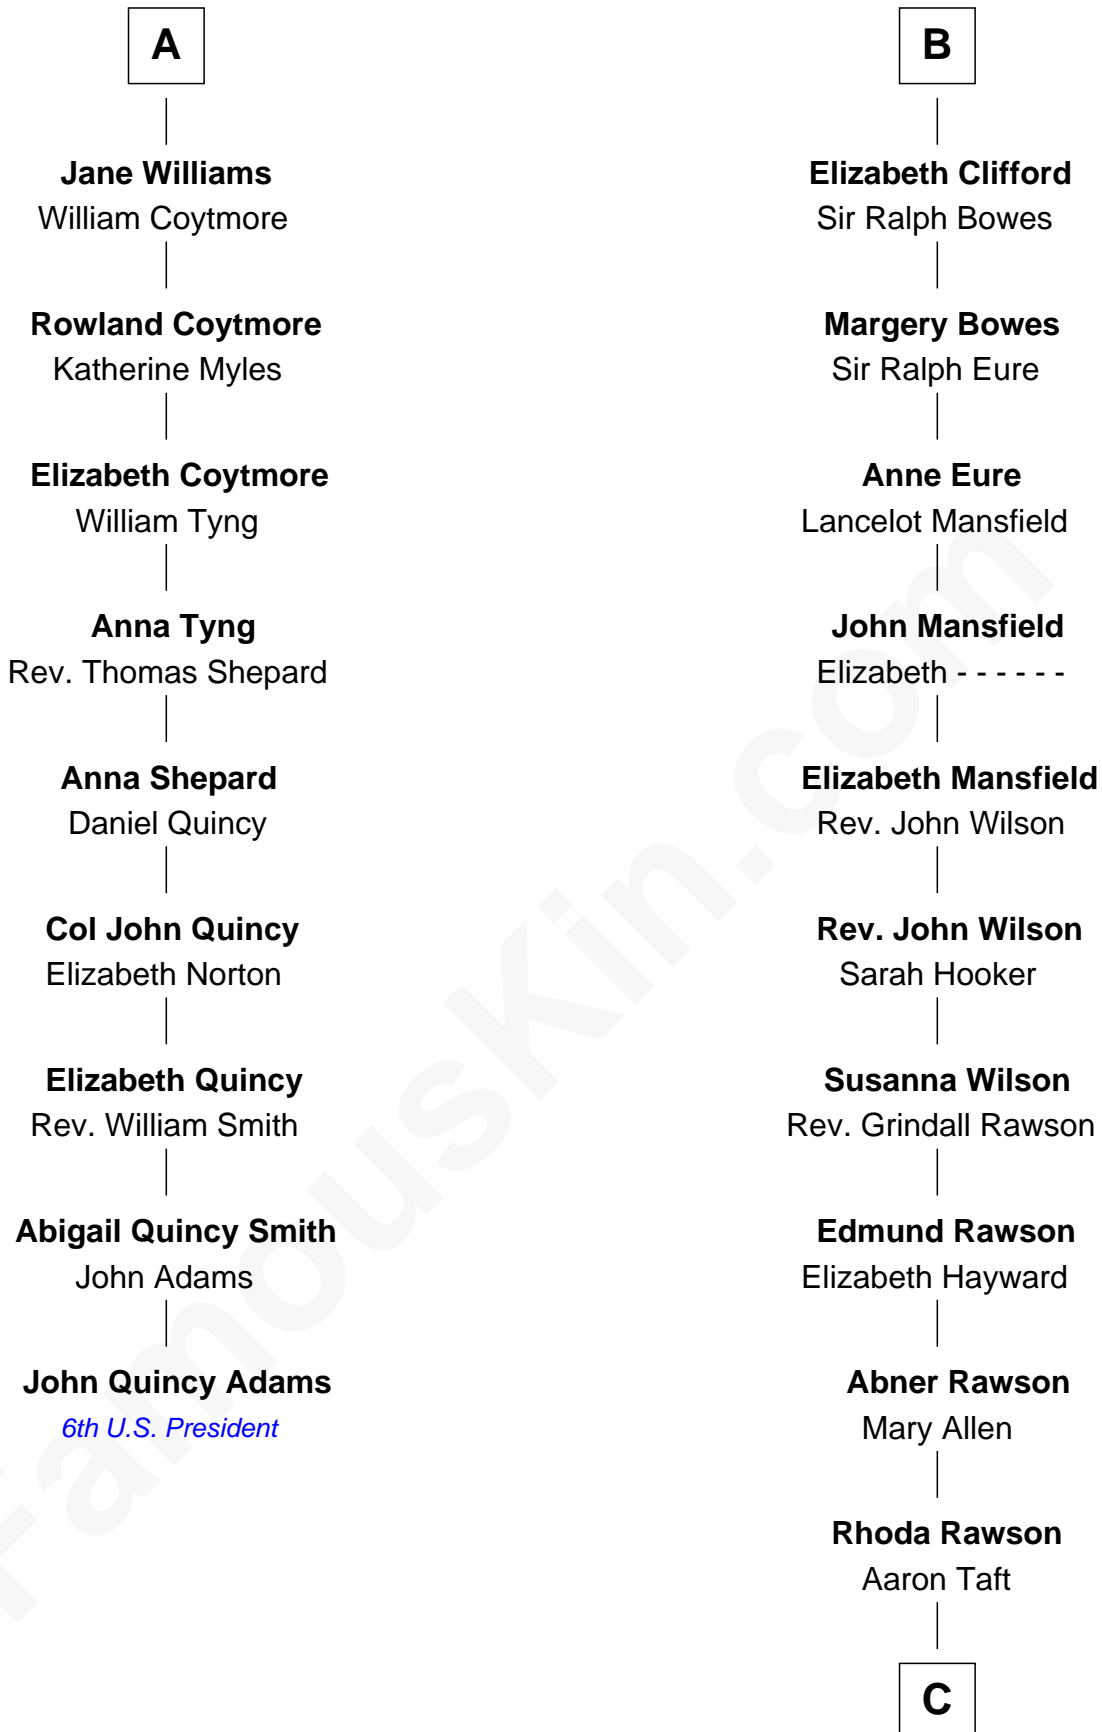 A
Jane Williams
William Coytmore
Rowland Coytmore
Katherine Myles
Elizabeth Coytmore
William Tyng
Anna Tyng
Rev. Thomas Shepard
Anna Shepard
Daniel Quincy
Col John Quincy
Elizabeth Norton
Elizabeth Quincy
Rev. William Smith
Abigail Quincy Smith
John Adams
John Quincy Adams
6th U.S. President
B
Elizabeth Clifford
Sir Ralph Bowes
Margery Bowes
Sir Ralph Eure
Anne Eure
Lancelot Mansfield
John Mansfield
Elizabeth - - - - - -
Elizabeth Mansfield
Rev. John Wilson
Rev. John Wilson
Sarah Hooker
Susanna Wilson
Rev. Grindall Rawson
Edmund Rawson
Elizabeth Hayward
Abner Rawson
Mary Allen
Rhoda Rawson
Aaron Taft
C
FamousKin.com